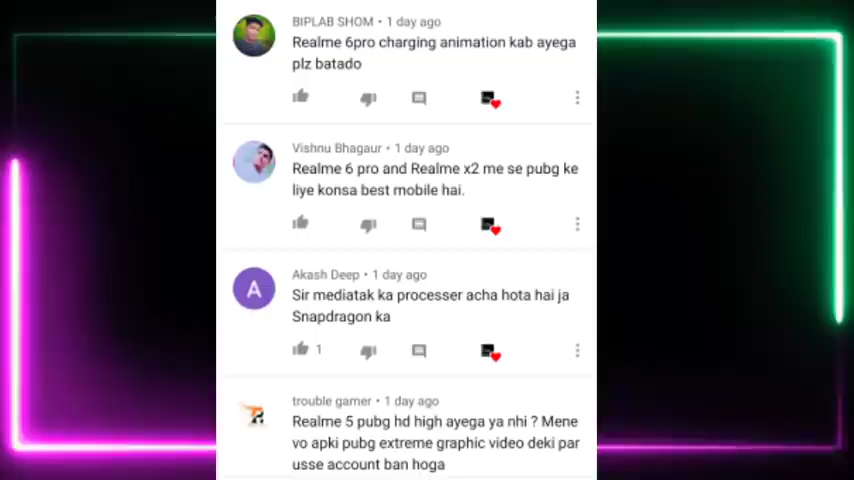 BIPLAB SHOM • 1 day ago
Realme 6pro charging animation kab ayega
plz batado
Vishnu Bhagaur • 1 day ago
Realme 6 pro and Realme x2 me se pubg ke
liye konsa best mobile hai.
A
Akash Deep • 1 day ago
Sir mediatak ka processer acha hota hai ja
Snapdragon ka
1
trouble gamer • 1 day ago
Realme 5 pubg hd high ayega ya nhi ? Mene
vo apki pubg extreme graphic video deki par
usse account ban hoga